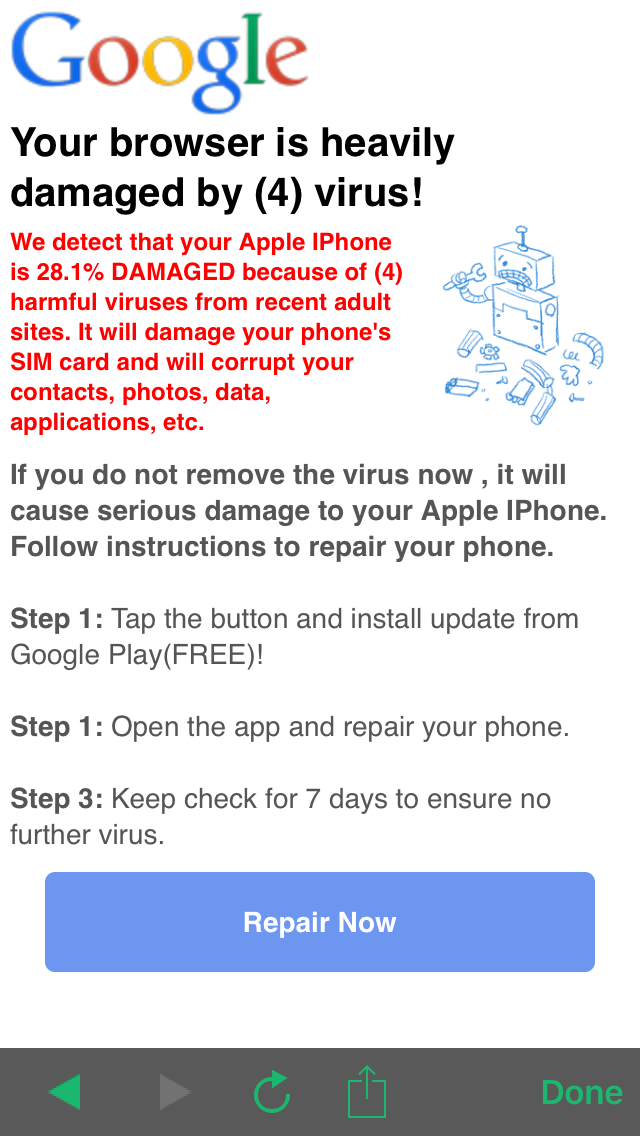 Google
Your browser is heavily
damaged by (4) virus!
We detect that your Apple IPhone
is 28.1% DAMAGED because of (4)
harmful viruses from recent adult
sites. It will damage your phone's
SIM card and will corrupt your
contacts, photos, data,
applications, etc.
If you do not remove the virus now , it will
cause serious damage to your Apple IPhone.
Follow instructions to repair your phone.
Step 1: Tap the button and install update from
Google Play(FREE)!
Step 1: Open the app and repair your phone.
Step 3: Keep check for 7 days to ensure no
further virus.
Repair Now
Done